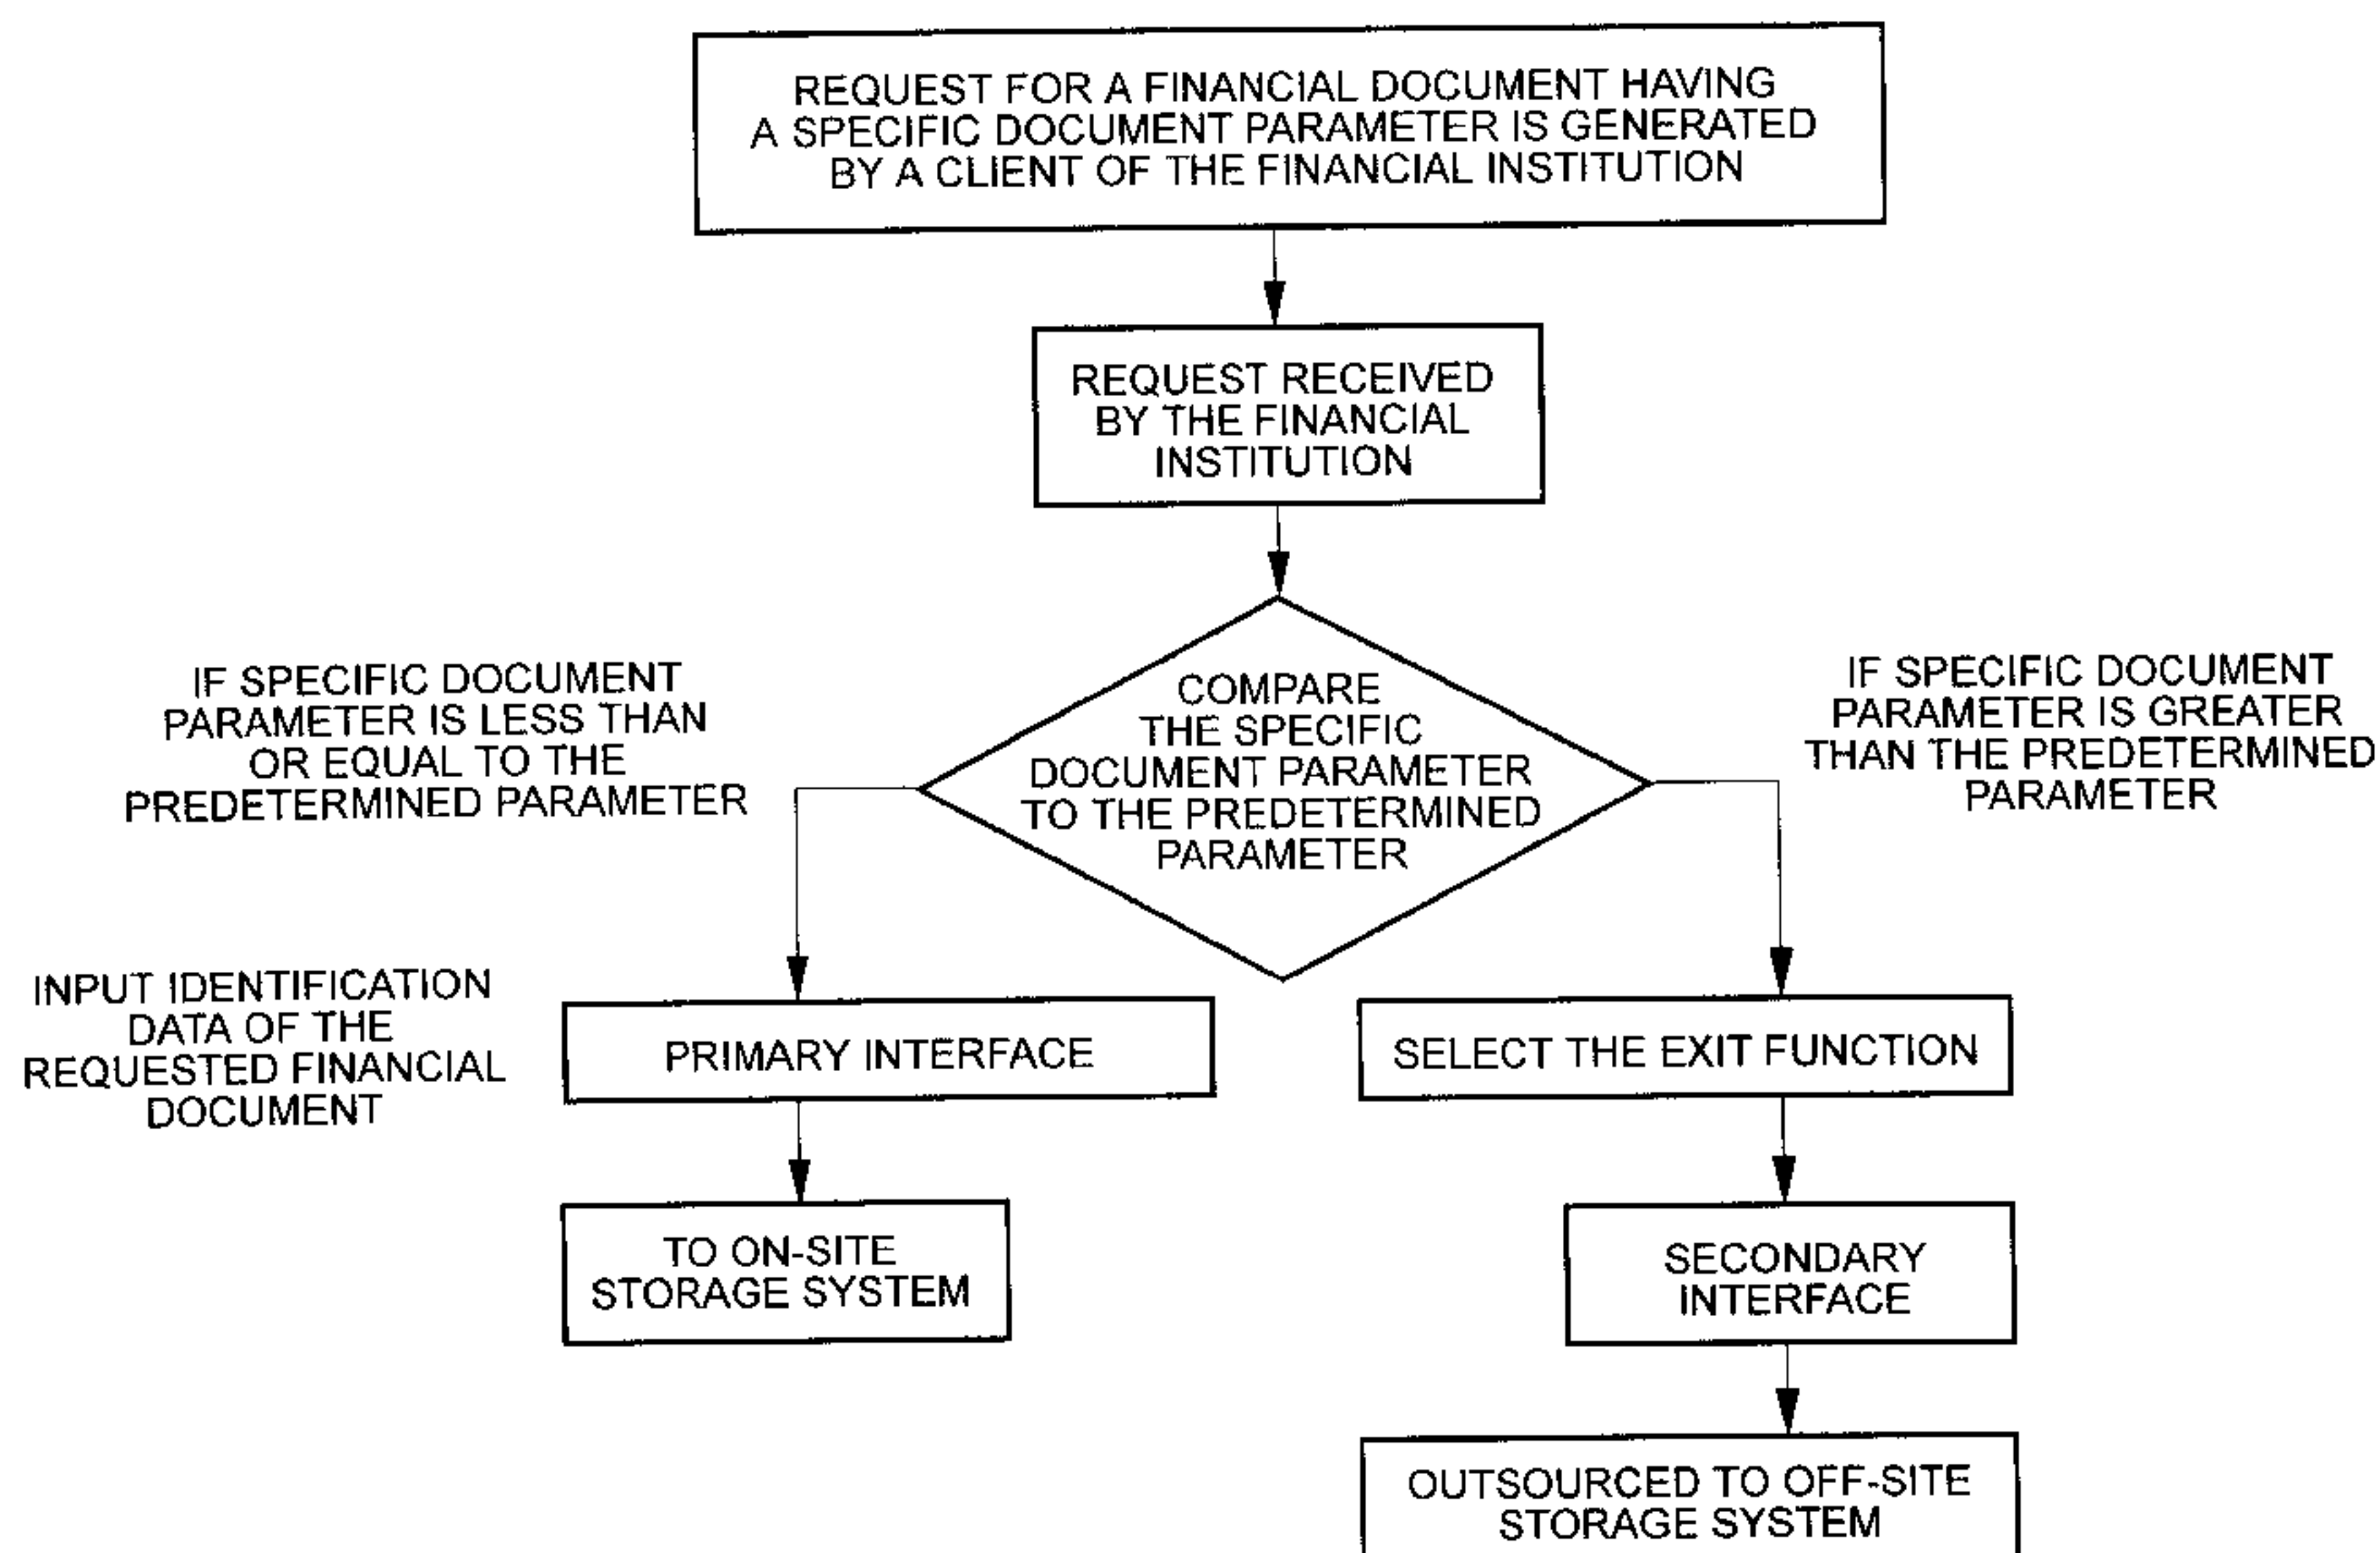 REQUEST FOR A FINANCIAL DOCUMENT HAVING
A SPECIFIC DOCUMENT PARAMETER IS GENERATED
BY A CLIENT OF THE FINANCIAL INSTITUTION
REQUEST RECEIVED
BY THE FINANCIAL
INSTITUTION
COMPARE
THE SPECIFIC
DOCUMENT PARAMETER
TO THE PREDETERMINED
PARAMETER
IF SPECIFIC DOCUMENT
PARAMETER IS LESS THAN
OR EQUAL TO THE
PREDETERMINED PARAMETER
IF SPECIFIC DOCUMENT
PARAMETER IS GREATER
THAN THE PREDETERMINED
PARAMETER
INPUT IDENTIFICATION
DATA OF THE
REQUESTED FINANCIAL
DOCUMENT
PRIMARY INTERFACE
SELECT THE EXIT FUNCTION
TO ON-SITE
STORAGE SYSTEM
SECONDARY
INTERFACE
OUTSOURCED TO OFF-SITE
STORAGE SYSTEM